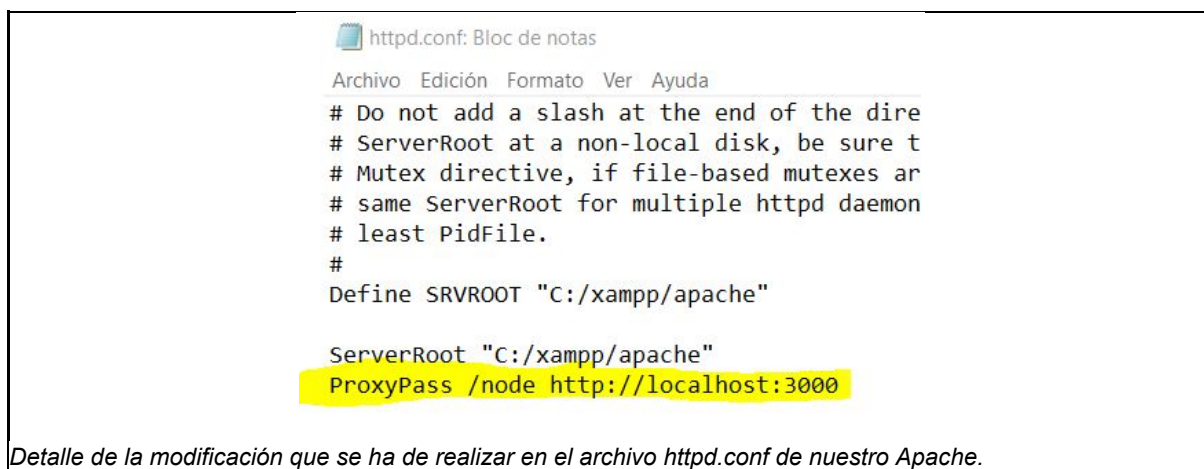 httpd.conf: Bloc de notas
Archivo Edición Formato Ver Ayuda
# Do not add a slash at the end of the dire
# ServerRoot at a non-local disk, be sure t
# Mutex directive, if file-based mutexes ar
# same ServerRoot for multiple httpd daemon
# least PidFile.
#
Define SRVROOT "C:/xampp/apache"
ServerRoot "C:/xampp/apache"
ProxyPass /node http://localhost:3000
Detalle de la modificación que se ha de realizar en el archivo httpd.conf de nuestro Apache.